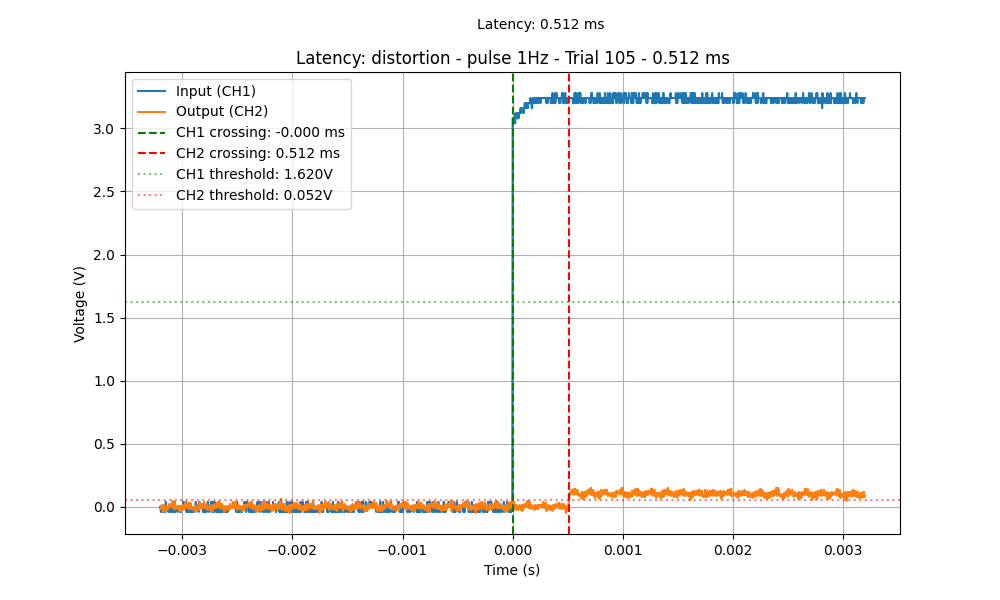 Latency: 0.512 ms
Latency: distortion - pulse 1Hz - Trial 105 - 0.512 ms
Input (CH1)
Output (CH2)
CH1 crossing: -0.000 ms
CH2 crossing: 0.512 ms
CH1 threshold: 1.620V
CH2 threshold: 0.052V
3.0
2.5
2.0
1.5
1.0
0.5
0.0
Voltage (V)
−0.003 −0.002 −0.001 0.000 0.001 0.002 0.003
Time (s)